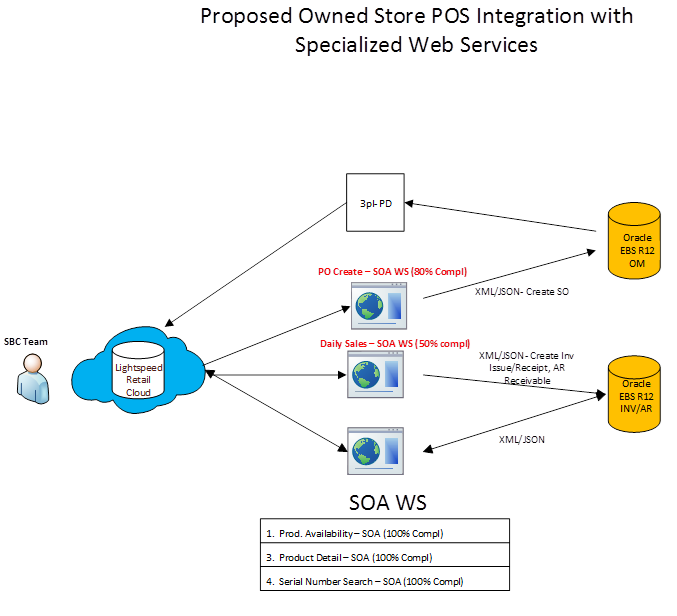 Proposed Owned Store POS Integration with
Specialized Web Services
3pl- PD
Oracle
EBS R12
OM
PO Create – SOA WS (80% Compl)
XML/JSON- Create SO
SBC Team
Daily Sales – SOA WS (50% compl)
XML/JSON- Create Inv
Issue/Receipt, AR
Receivable
Lightspeed
Retail
Cloud
Oracle
EBS R12
INV/AR
XML/JSON
SOA WS
1. Prod. Availability – SOA (100% Compl)
3. Product Detail – SOA (100% Compl)
4. Serial Number Search – SOA (100% Compl)